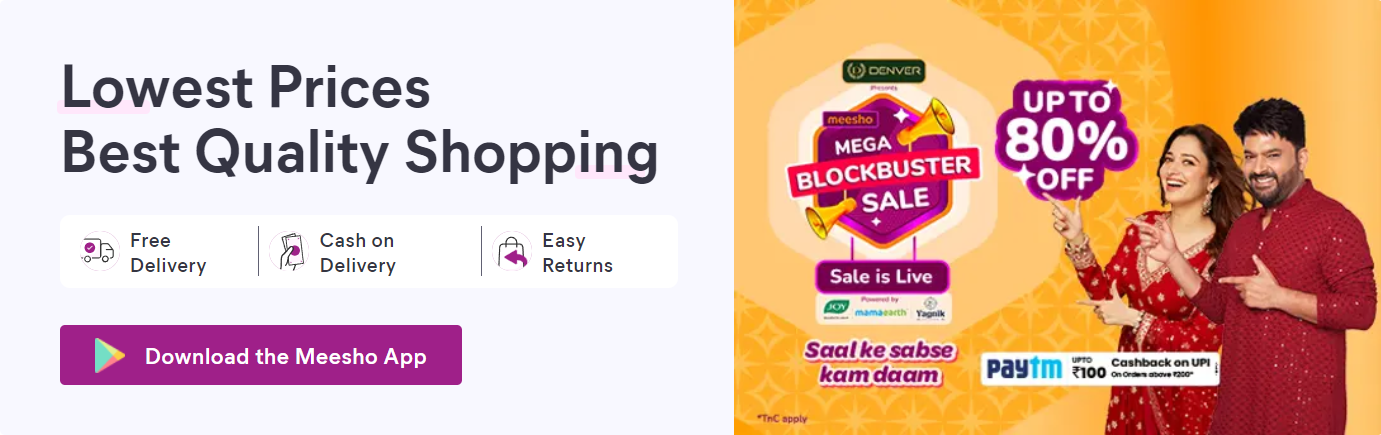 Lowest Prices
Best Quality Shopping
Free
Delivery
Cash on
Delivery
Easy
Returns
Download the Meesho App
DENVER
Presents
meesho
MEGA
BLOCKBUSTER
SALE
Sale is Live
Powered by
JOY
mamaearth
Yagnik
Saal ke sabse
kam daam
UP TO
80%
OFF
paytm
UPTO
₹100
Cashback on UPI
On Orders above ₹200*
*TnC apply